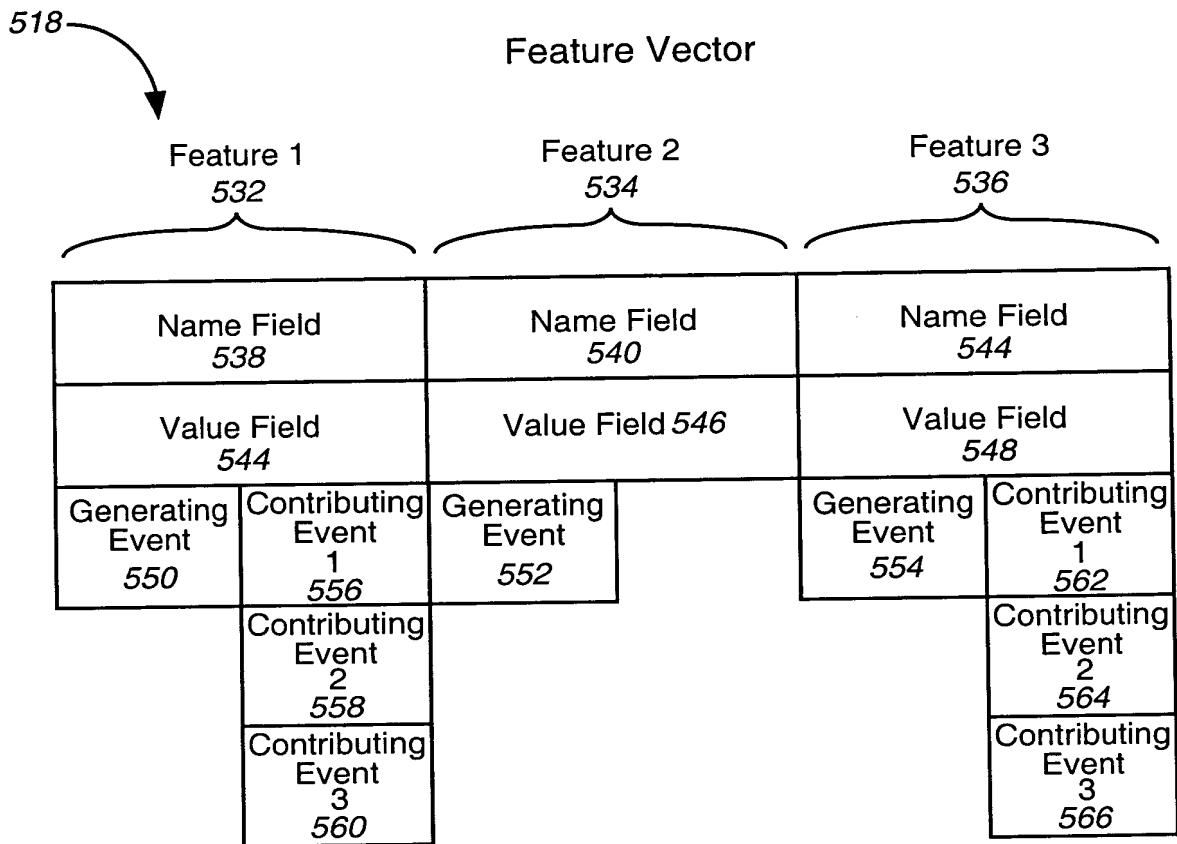 518
Feature Vector
Feature 1
532
Feature 2
534
Feature 3
536
Name Field
538
Name Field
540
Name Field
544
Value Field
544
Value Field 546
Value Field
548
Generating
Event
550
Contributing
Event
1
556
Generating
Event
552
Generating
Event
554
Contributing
Event
1
562
Contributing
Event
2
558
Contributing
Event
2
564
Contributing
Event
3
560
Contributing
Event
3
566